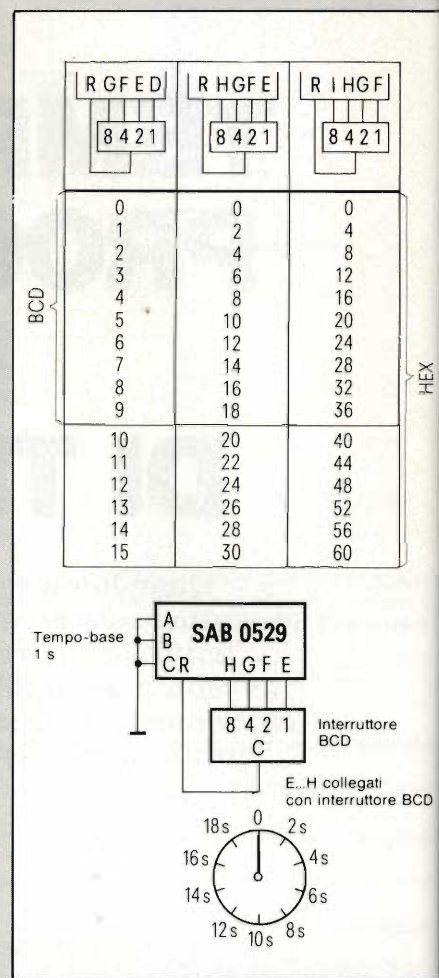 R G F E D R H G F E R I H G F
8 4 2 1 8 4 2 1 8 4 2 1
0 0 0
1 2 4
2 4 8
3 6 12
4 8 16
5 10 20
6 12 24
7 14 28
8 16 32
9 18 36
BCD
HEX
10 20 40
11 22 44
12 24 48
13 26 52
14 28 56
15 30 60
A
B
C R
SAB 0529
H G F E
Tempo-base
1 s
8 4 2 1
C
Interruttore
BCD
E...H collegati
con interruttore BCD
0
2s
4s
6s
8s
10s
12s
14s
16s
18s